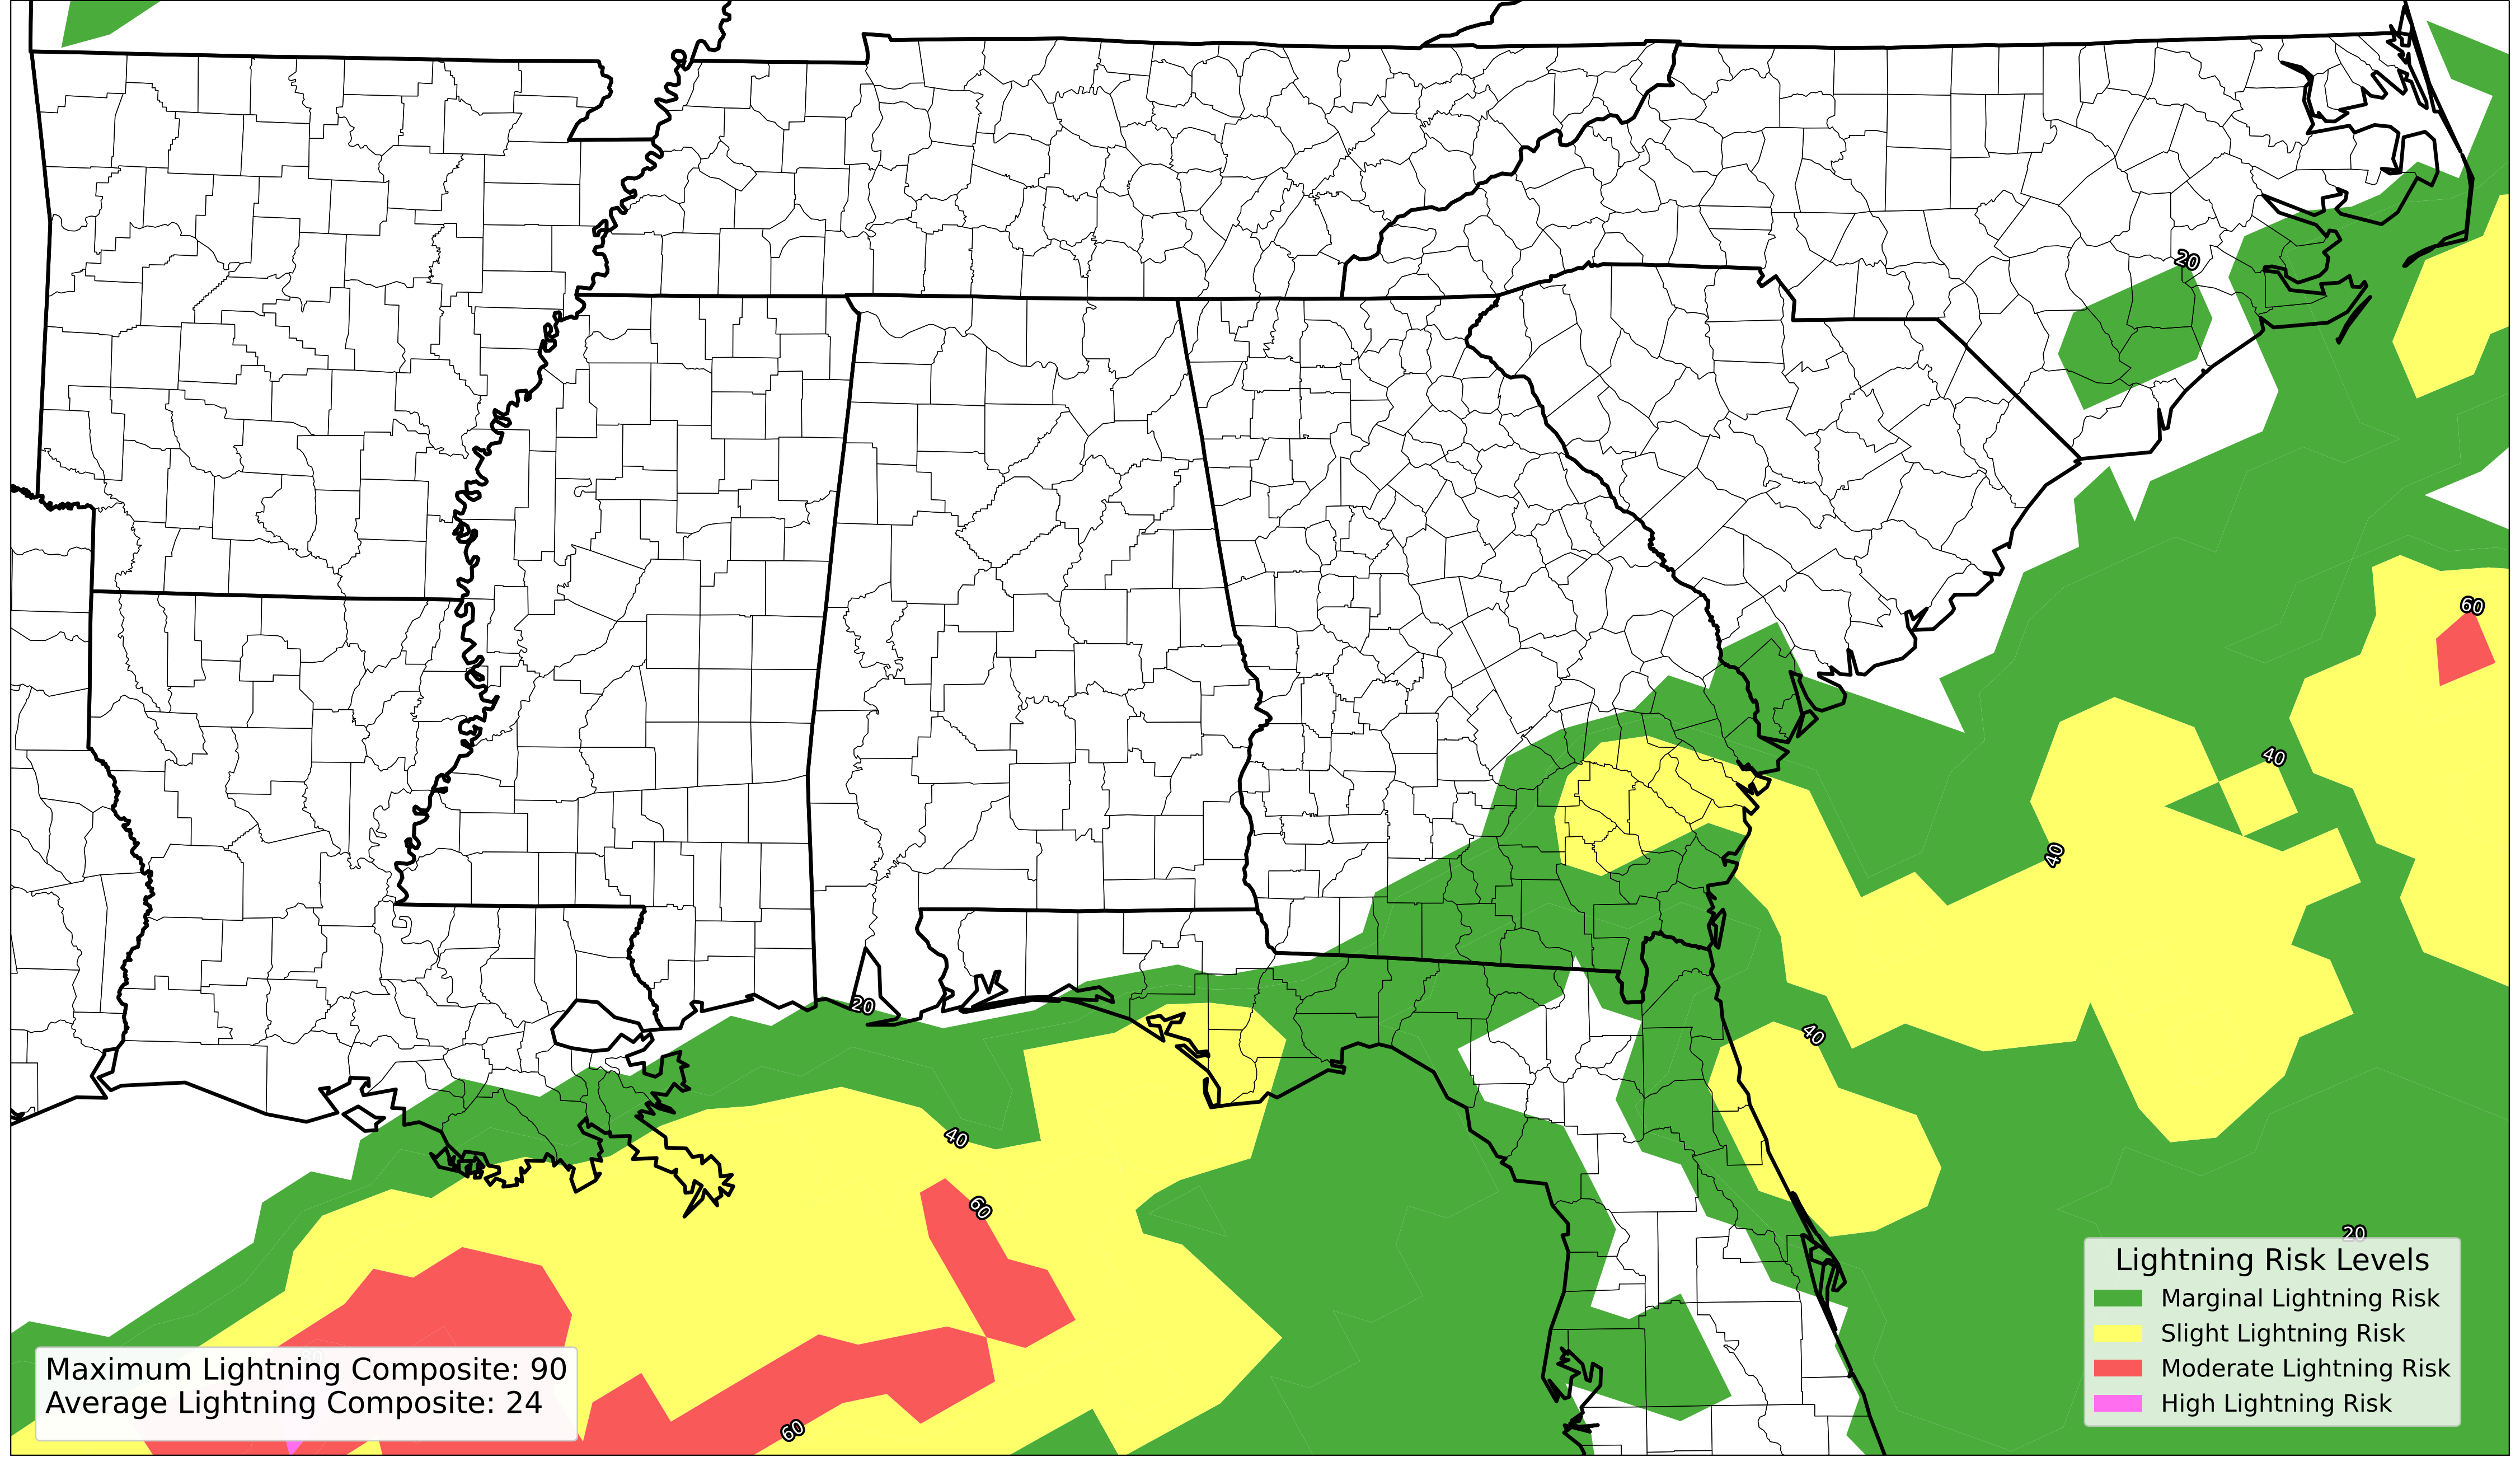 20
60
40
40
20
40
40
60
20
60
Lightning Risk Levels
Marginal Lightning Risk
Slight Lightning Risk
Moderate Lightning Risk
High Lightning Risk
Maximum Lightning Composite: 90
Average Lightning Composite: 24